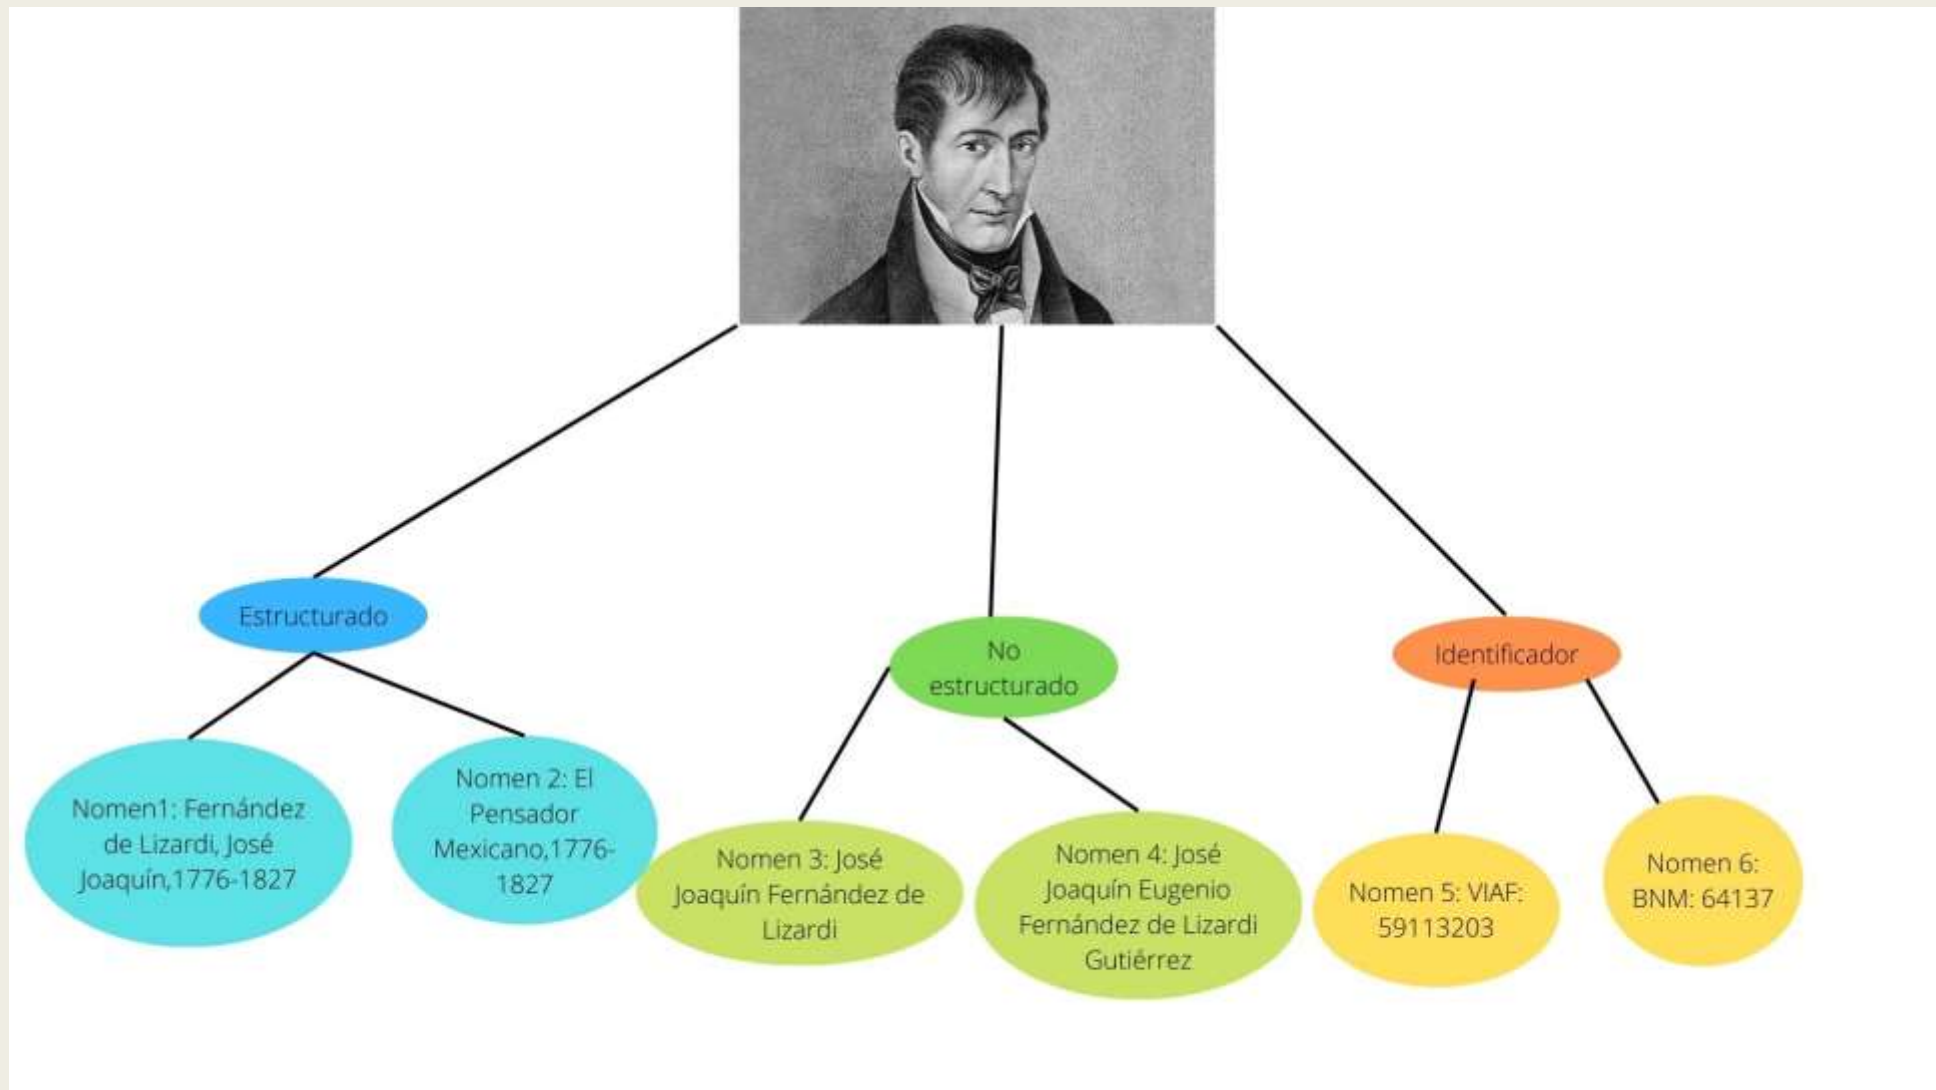 Estructurado
No
estructurado
Identificador
Nomen1: Fernández
de Lizardi, José
Joaquín,1776-1827
Nomen 2: El
Pensador
Mexicano,1776-
1827
Nomen 3: José
Joaquín Fernández de
Lizardi
Nomen 4: José
Joaquín Eugenio
Fernández de Lizardi
Gutiérrez
Nomen 5: VIAF:
59113203
Nomen 6:
BNM: 64137